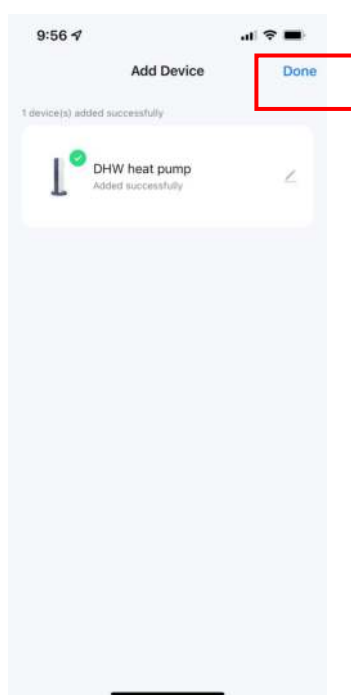 9:56
Add Device
Done
1 device(s) added successfully
DHW heat pump
Added successfully